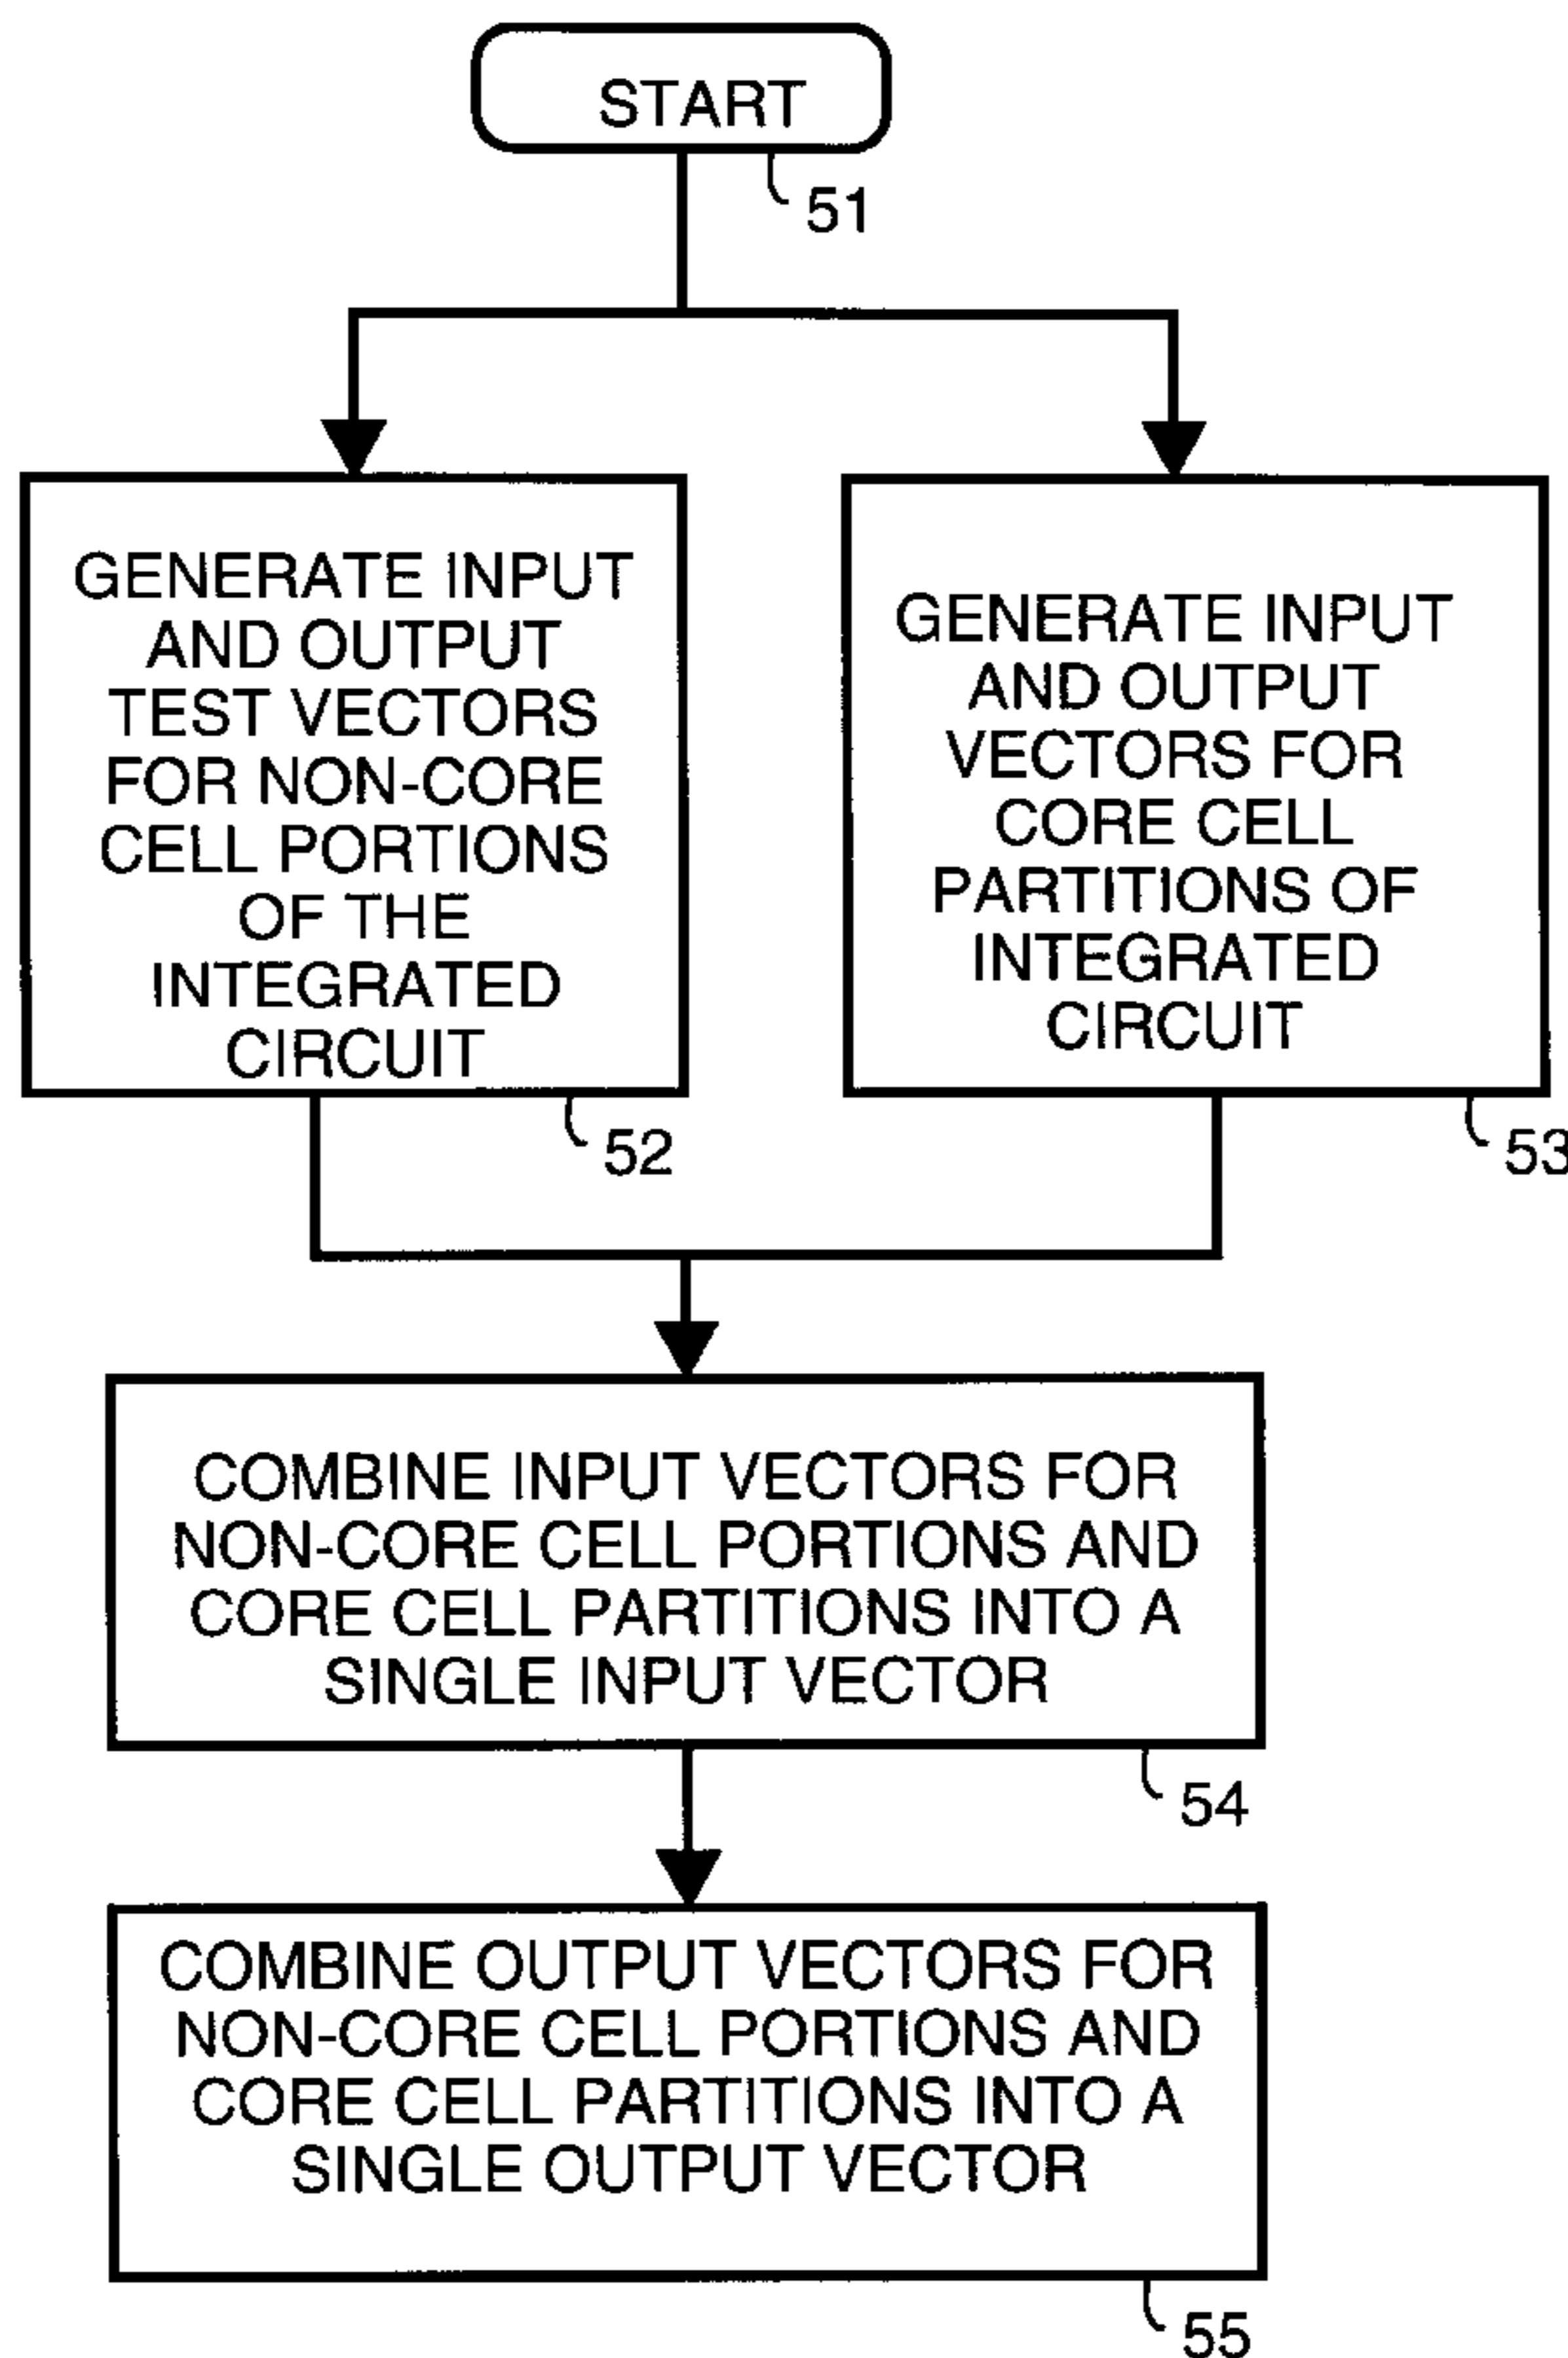 START
51
GENERATE INPUT
AND OUTPUT
TEST VECTORS
FOR NON-CORE
CELL PORTIONS
OF THE
INTEGRATED
CIRCUIT
52
GENERATE INPUT
AND OUTPUT
VECTORS FOR
CORE CELL
PARTITIONS OF
INTEGRATED
CIRCUIT
53
COMBINE INPUT VECTORS FOR
NON-CORE CELL PORTIONS AND
CORE CELL PARTITIONS INTO A
SINGLE INPUT VECTOR
54
COMBINE OUTPUT VECTORS FOR
NON-CORE CELL PORTIONS AND
CORE CELL PARTITIONS INTO A
SINGLE OUTPUT VECTOR
55